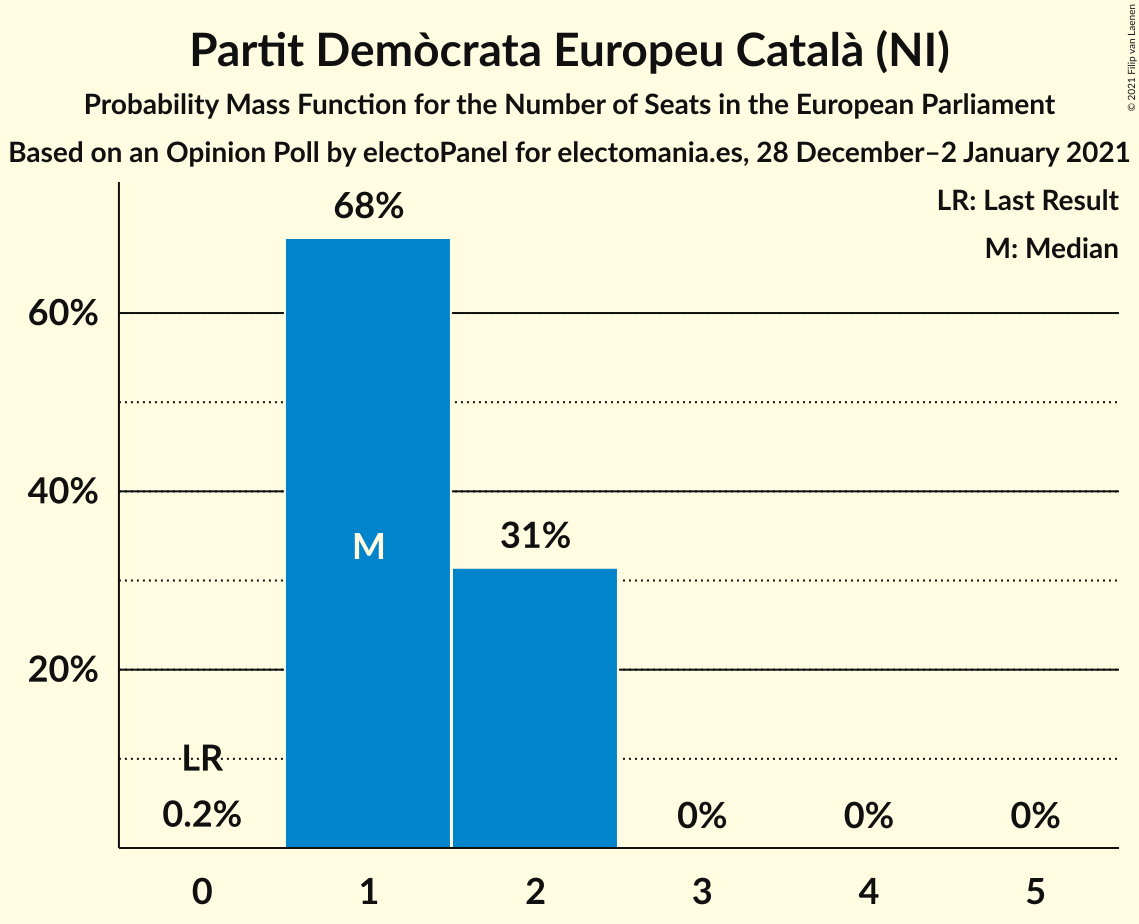 Partit Demòcrata Europeu Català (NI)
Probability Mass Function for the Number of Seats in the European Parliament
Based on an Opinion Poll by electoPanel for electomania.es, 28 December–2 January 2021
© 2021 Filip van Laenen
LR: Last Result
M: Median
68%
60%
40%
31%
M
20%
LR
0.2%
0%
0%
0%
0
1
2
3
4
5